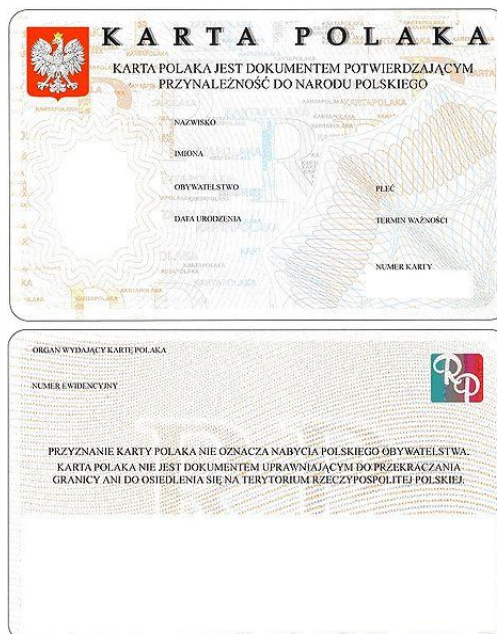 KARTA POLAKA
KARTA POLAKA JEST DOKUMENTEM POTWIERDZAJĄCYM
PRZYNALEŻNOŚĆ DO NARODU POLSKIEGO
NAZWISKO
IMIONA
OBYWATELSTWO
PŁEĆ
DATA URODZENIA
TERMIN WAŻNOŚCI
NUMER KARTY
ORGAN WYDAJĄCY KARTĘ POLAKA
NUMER EWIDENCYJNY
RP
PRZYZNANIE KARTY POLAKA NIE OZNACZA NABYCIA POLSKIEGO OBYWATELSTWA.
KARTA POLAKA NIE JEST DOKUMENTEM UPRAWNIAJĄCYM DO PRZEKRACZANIA
GRANICY ANI DO OSIEDLENIA SIĘ NA TERYTORIUM RZECZYPOSPOLITEJ POLSKIEJ.